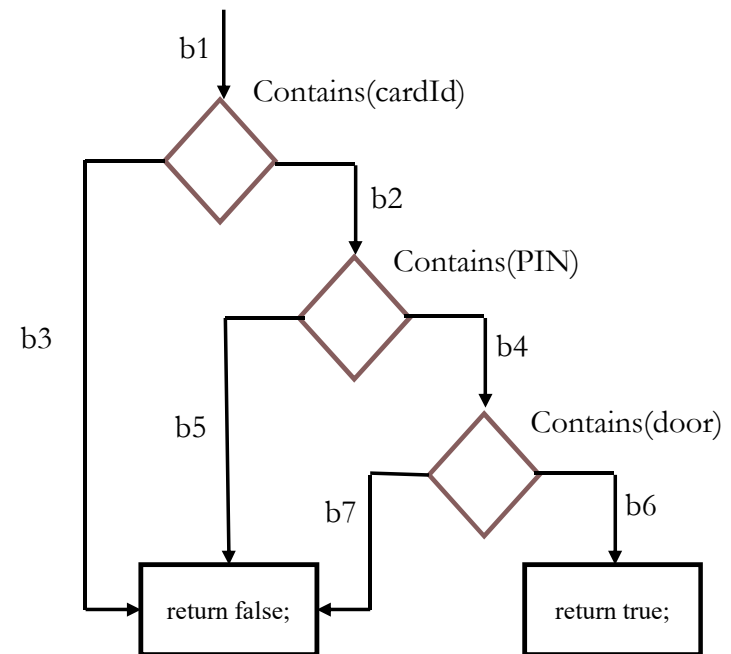 b1
Contains(cardId)
b2
Contains(PIN)
b3
b4
b5
Contains(door)
b7
b6
return false;
return true;